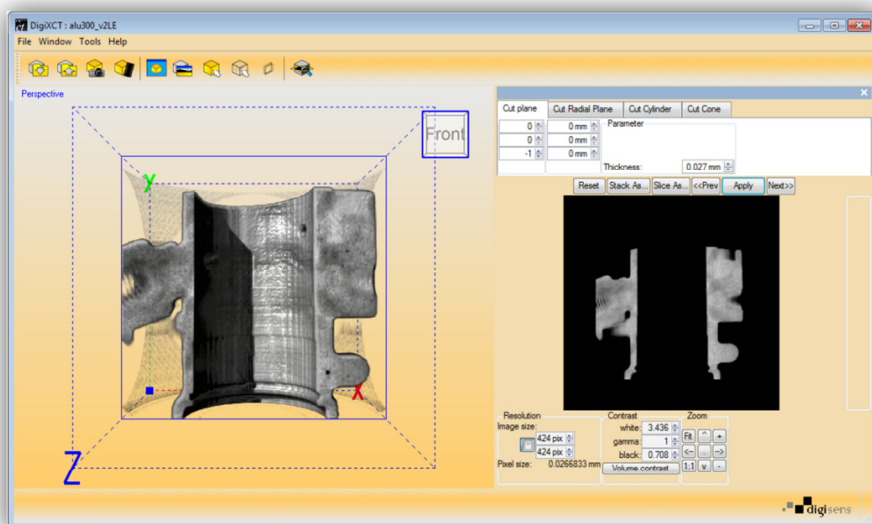 DigiXCT : alu300_v2LE
File Window Tools Help
Perspective
Front
y
X
Z
Cut plane Cut Radial Plane Cut Cylinder Cut Cone
0 0 mm Parameter
0 0 mm
-1 0 mm
Thickness: 0.027 mm
Reset Stack As... Slice As... <<Prev Apply Next>>
Resolution Contrast Zoom
Image size: white: 3.436 Fit ^ +
424 pix gamma: 1 <-- . -->
424 pix black: 0.708 1:1 v -
Pixel size: 0.0266833 mm Volume contrast
digisens